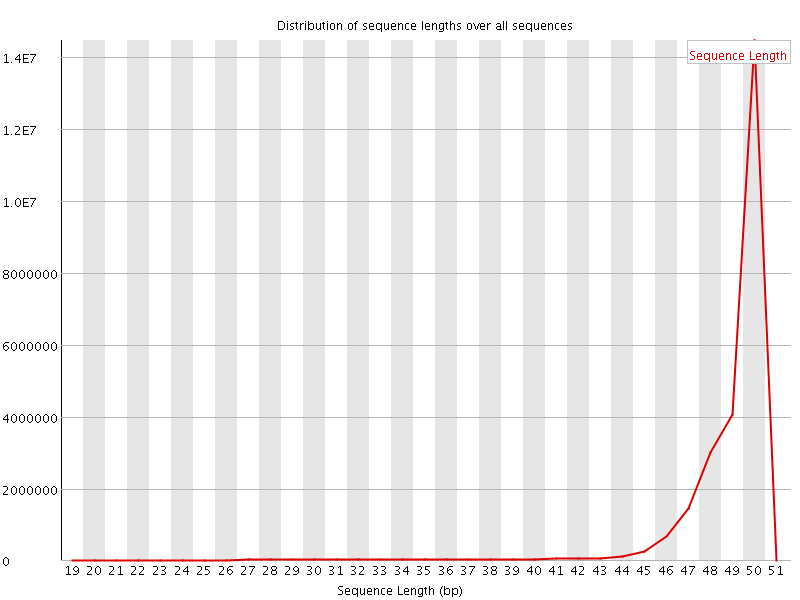 Distribution of sequence lengths over all sequences
Sequence Length
1.4E7
1.2E7
1.0E7
8000000
6000000
4000000
2000000
0
19 20 21 22 23 24 25 26 27 28 29 30 31 32 33 34 35 36 37 38 39 40 41 42 43 44 45 46 47 48 49 50 51
Sequence Length (bp)